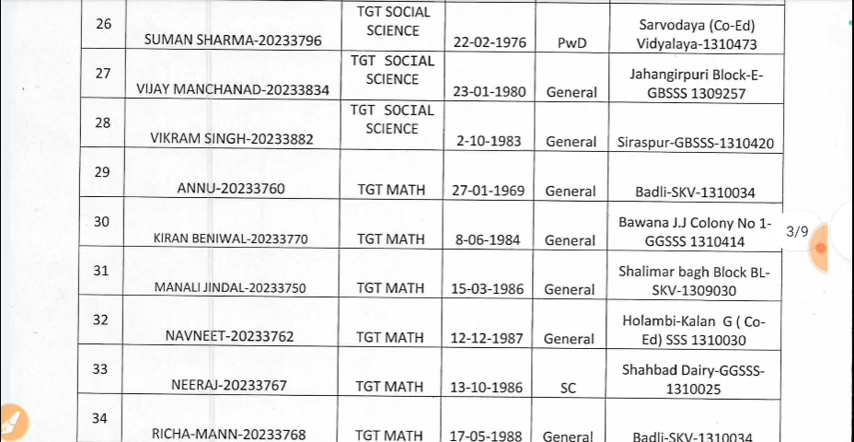 26 SUMAN SHARMA-20233796 TGT SOCIAL SCIENCE 22-02-1976 PwD Sarvodaya (Co-Ed) Vidyalaya-1310473
27 VIJAY MANCHANAD-20233834 TGT SOCIAL SCIENCE 23-01-1980 General Jahangirpuri Block-E-GBSSS 1309257
28 VIKRAM SINGH-20233882 TGT SOCIAL SCIENCE 2-10-1983 General Siraspur-GBSSS-1310420
29 ANNU-20233760 TGT MATH 27-01-1969 General Badli-SKV-1310034
30 KIRAN BENIWAL-20233770 TGT MATH 8-06-1984 General Bawana J.J Colony No 1-GGSSS 1310414
31 MANALI JINDAL-20233750 TGT MATH 15-03-1986 General Shalimar bagh Block BL-SKV-1309030
32 NAVNEET-20233762 TGT MATH 12-12-1987 General Holambi-Kalan G ( Co-Ed) SSS 1310030
33 NEERAJ-20233767 TGT MATH 13-10-1986 SC Shahbad Dairy-GGSSS-1310025
34 RICHA-MANN-20233768 TGT MATH 17-05-1988 General Badli-SKV-1310034
3/9